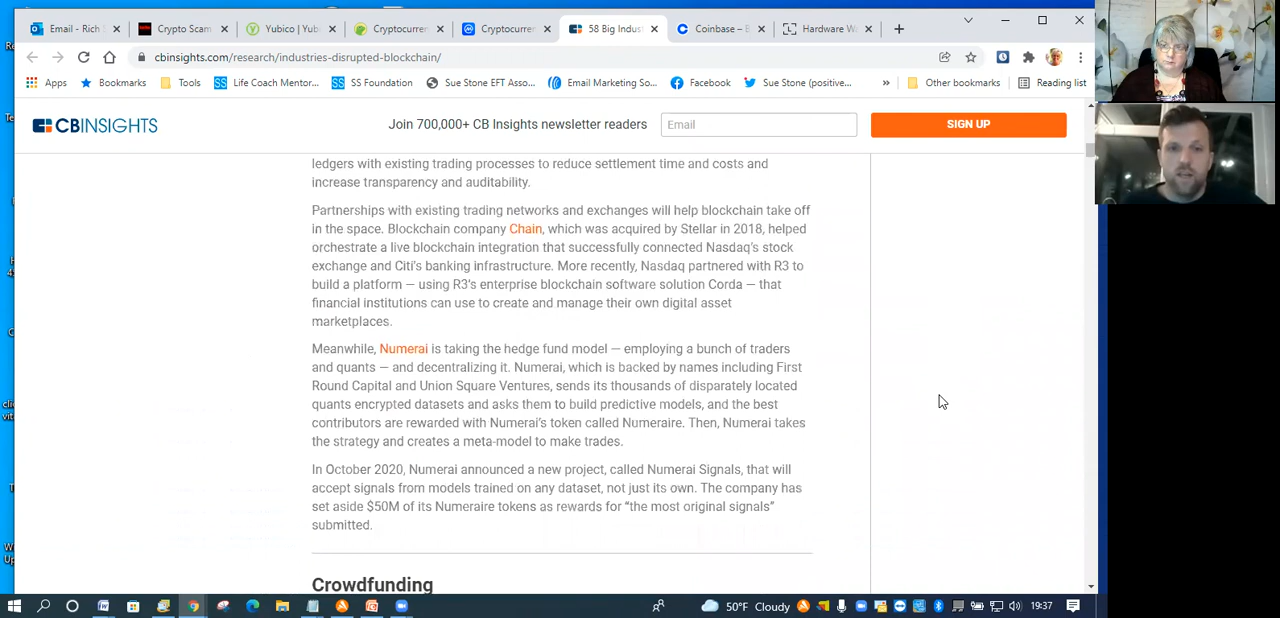 Email - Rich S
Crypto Scam
Yubico | Yub
Cryptocurren
Cryptocurren
58 Big Indus
Coinbase – B
Hardware W
cbinsights.com/research/industries-disrupted-blockchain/
Apps
Bookmarks
Tools
Life Coach Mentor...
SS Foundation
Sue Stone EFT Asso...
Email Marketing So...
Facebook
Sue Stone (positive...
»
Other bookmarks
Reading list
CBINSIGHTS
Join 700,000+ CB Insights newsletter readers
Email
SIGN UP
ledgers with existing trading processes to reduce settlement time and costs and
increase transparency and auditability.
Partnerships with existing trading networks and exchanges will help blockchain take off
in the space. Blockchain company Chain, which was acquired by Stellar in 2018, helped
orchestrate a live blockchain integration that successfully connected Nasdaq's stock
exchange and Citi's banking infrastructure. More recently, Nasdaq partnered with R3 to
build a platform — using R3's enterprise blockchain software solution Corda — that
financial institutions can use to create and manage their own digital asset
marketplaces.
Meanwhile, Numerai is taking the hedge fund model — employing a bunch of traders
and quants — and decentralizing it. Numerai, which is backed by names including First
Round Capital and Union Square Ventures, sends its thousands of disparately located
quants encrypted datasets and asks them to build predictive models, and the best
contributors are rewarded with Numerai's token called Numeraire. Then, Numerai takes
the strategy and creates a meta-model to make trades.
In October 2020, Numerai announced a new project, called Numerai Signals, that will
accept signals from models trained on any dataset, not just its own. The company has
set aside $50M of its Numeraire tokens as rewards for "the most original signals"
submitted.
Crowdfunding
50°F Cloudy
19:37